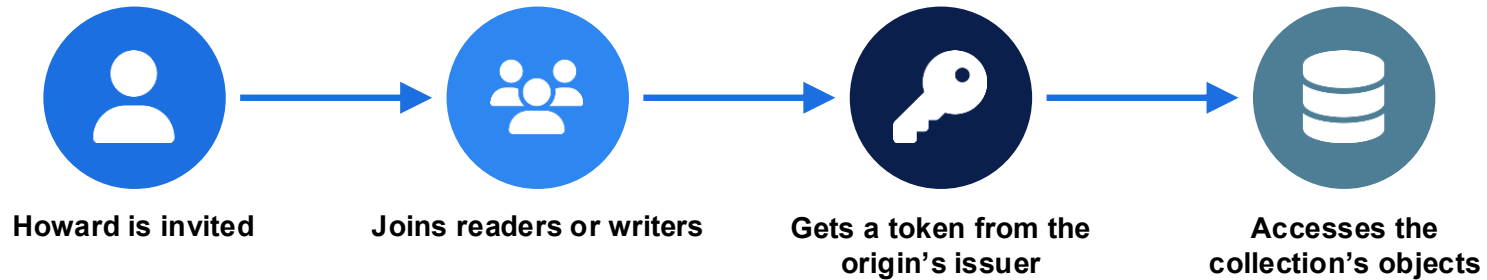 Howard is invited
Joins readers or writers
Gets a token from the
origin’s issuer
Accesses the
collection’s objects